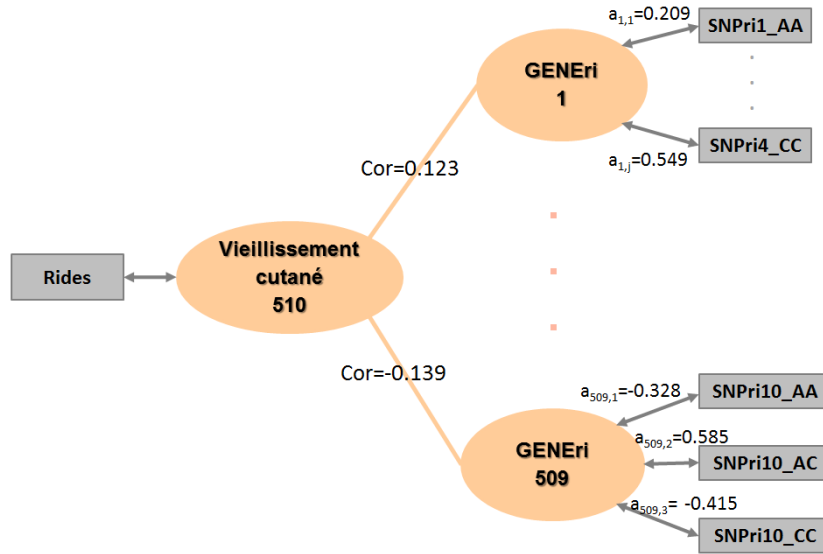 a1,1=0.209
SNPri1_AA
GENEri
1
SNPri4_CC
a1,j=0.549
Cor=0.123
Vieillissement
cutané
510
Rides
Cor=-0.139
a509,1=-0.328
SNPri10_AA
a509,2=0.585
GENEri
509
SNPri10_AC
a509,3= -0.415
SNPri10_CC